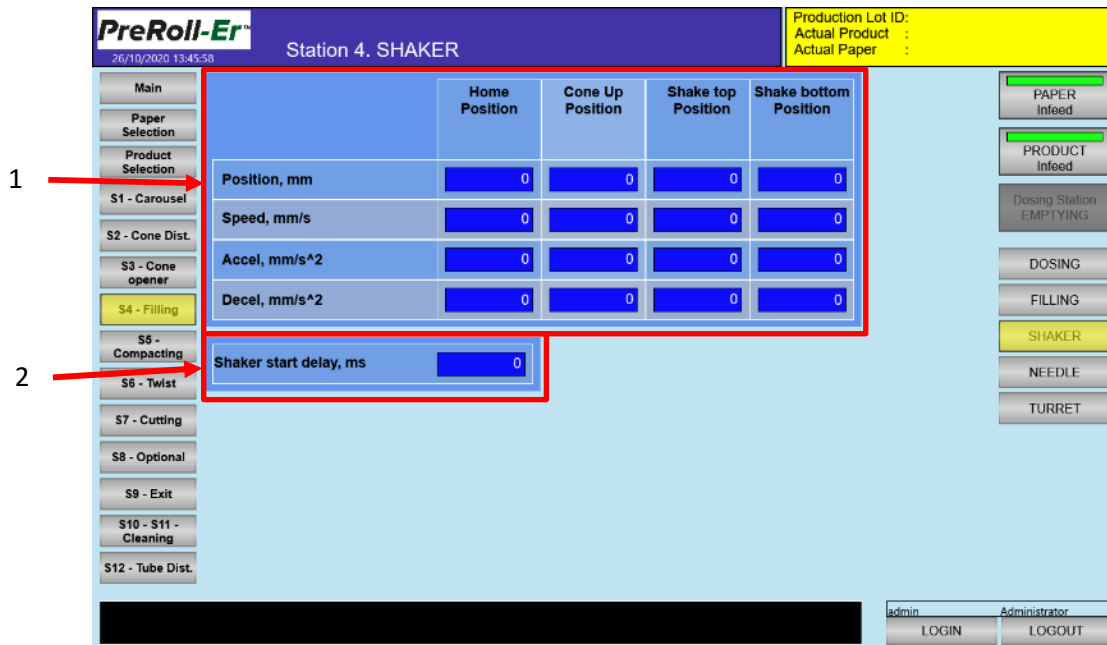 PreRoll-Er™
26/10/2020 13:45:58
Station 4. SHAKER
Production Lot ID:
Actual Product :
Actual Paper :
Main
Paper
Selection
Product
Selection
S1 - Carousel
S2 - Cone Dist.
S3 - Cone
opener
S4 - Filling
S5 -
Compacting
S6 - Twist
S7 - Cutting
S8 - Optional
S9 - Exit
S10 - S11 -
Cleaning
S12 - Tube Dist.
1
2
Home
Position
Cone Up
Position
Shake top
Position
Shake bottom
Position
Position, mm 0 0 0 0
Speed, mm/s 0 0 0 0
Accel, mm/s^2 0 0 0 0
Decel, mm/s^2 0 0 0 0
Shaker start delay, ms 0
PAPER
Infeed
PRODUCT
Infeed
Dosing Station
EMPTYING
DOSING
FILLING
SHAKER
NEEDLE
TURRET
admin Administrator
LOGIN LOGOUT